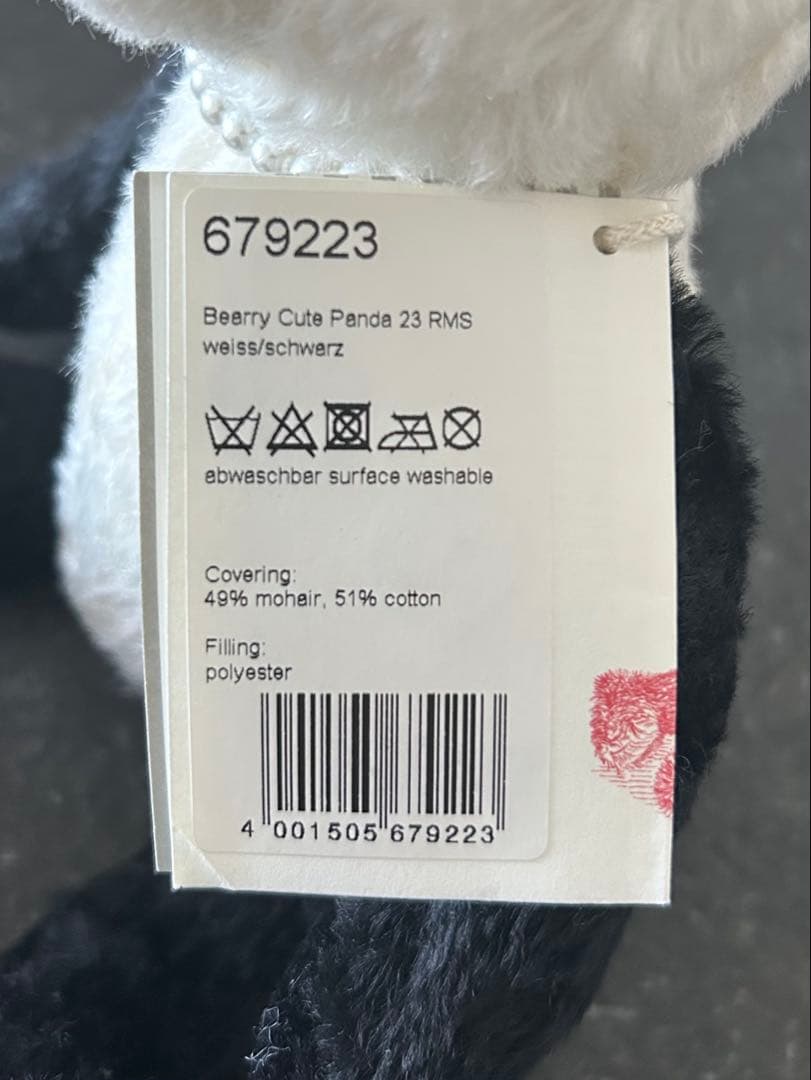 679223
Bearry Cute Panda 23 RMS
weiss/schwarz
abwaschbar surface washable
Covering:
49% mohair, 51% cotton
Filling:
polyester
4 001505 679223